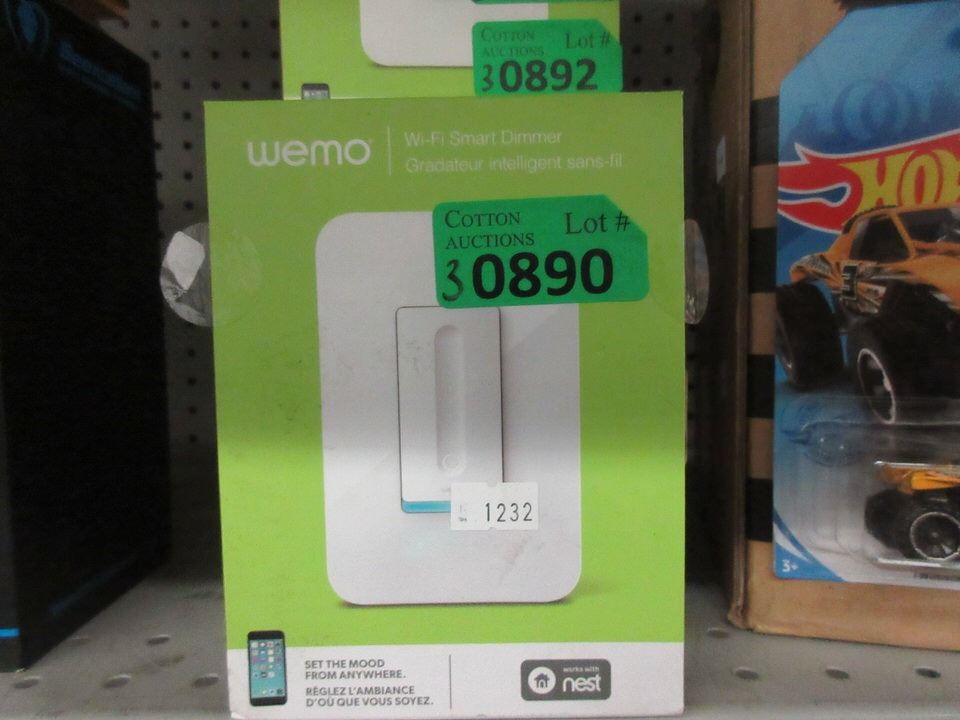 COTTON
AUCTIONS
Lot #
30892
wemo
Wi-Fi Smart Dimmer
Gradateur intelligent sans-fil
COTTON
AUCTIONS
Lot #
30890
1232
SET THE MOOD
FROM ANYWHERE.
RÉGLEZ L'AMBIANCE
D'OÙ QUE VOUS SOYEZ.
works with
nest
HOT
3+